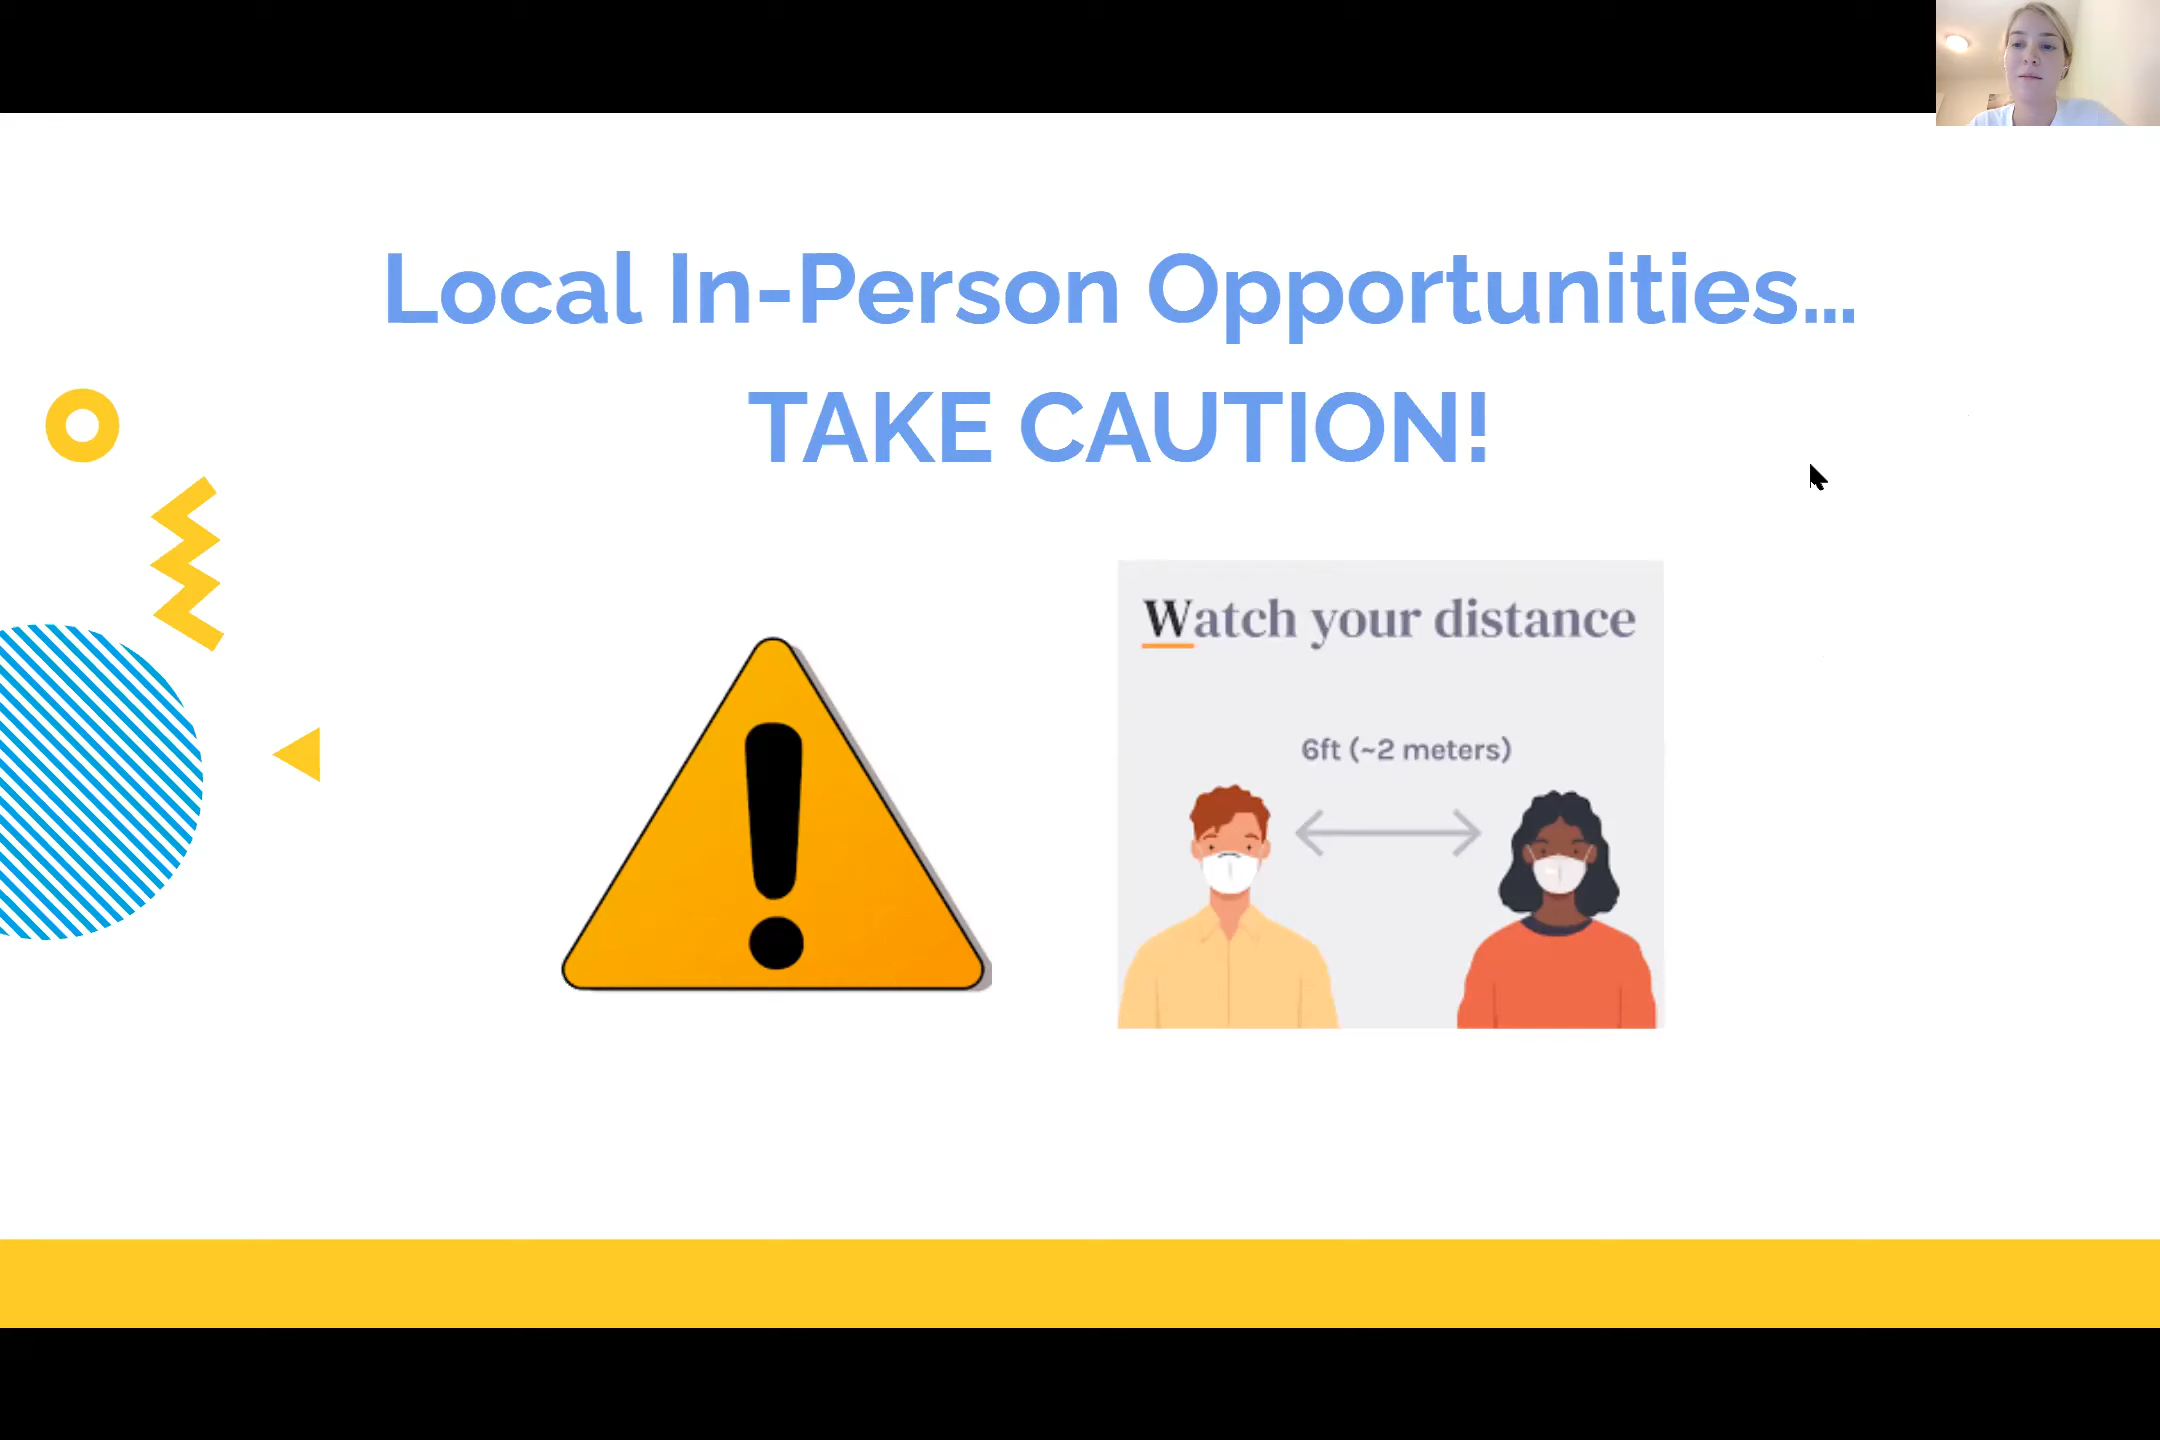 Local In-Person Opportunities...
TAKE CAUTION!
Watch your distance
6ft (~2 meters)